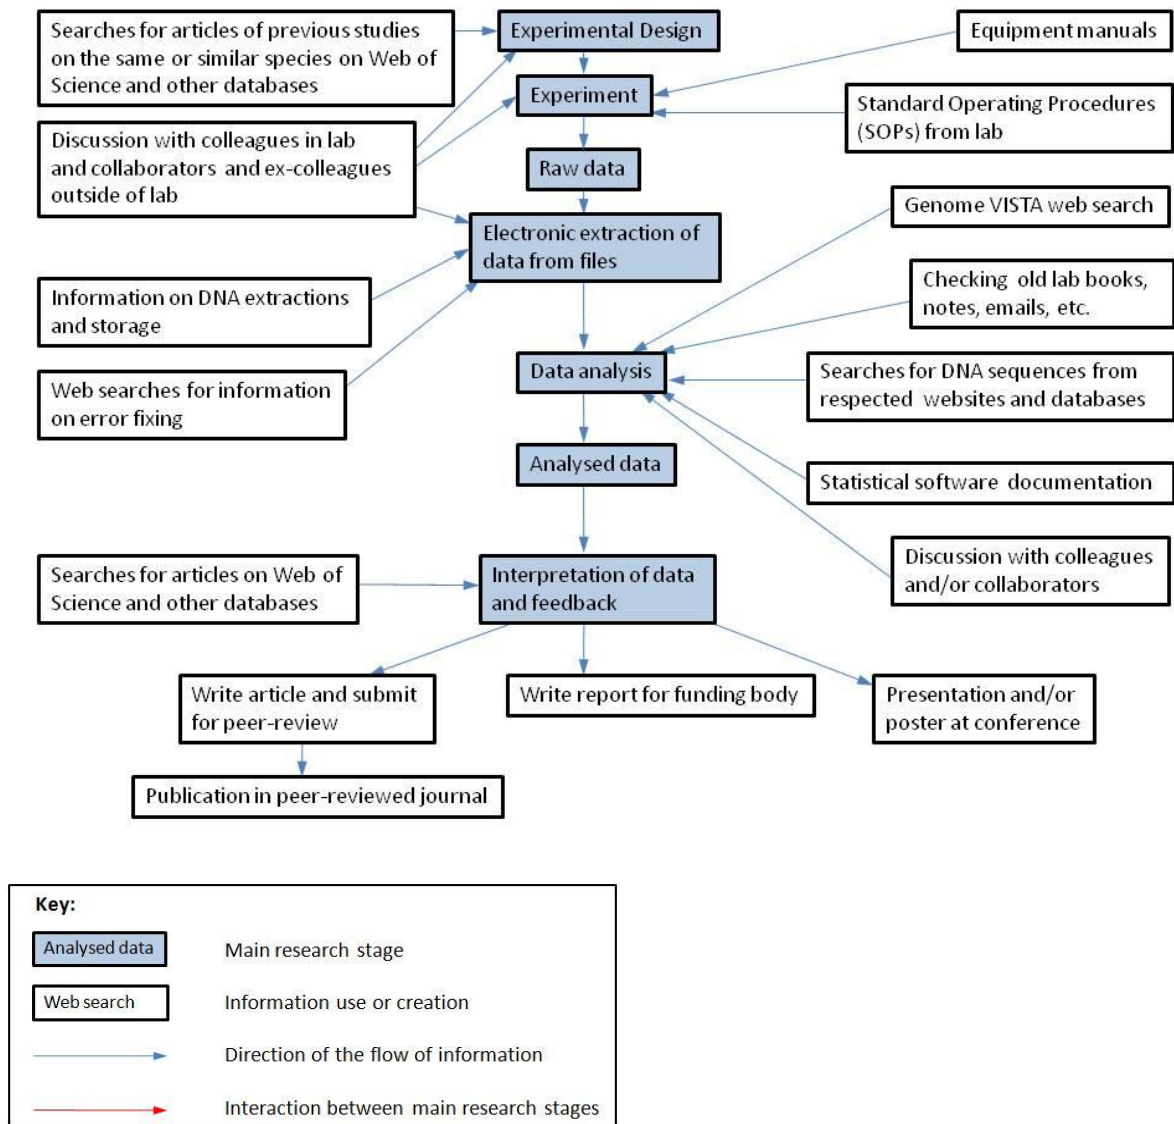 Searches for articles of previous studies
on the same or similar species on Web of
Science and other databases
Experimental Design
Equipment manuals
Experiment
Standard Operating Procedures
(SOPs) from lab
Discussion with colleagues in lab
and collaborators and ex-colleagues
outside of lab
Raw data
Genome VISTA web search
Electronic extraction of
data from files
Information on DNA extractions
and storage
Checking old lab books,
notes, emails, etc.
Data analysis
Searches for DNA sequences from
respected websites and databases
Web searches for information
on error fixing
Analysed data
Statistical software documentation
Searches for articles on Web of
Science and other databases
Interpretation of data
and feedback
Discussion with colleagues
and/or collaborators
Write article and submit
for peer-review
Write report for funding body
Presentation and/or
poster at conference
Publication in peer-reviewed journal
Key:
Analysed data
Main research stage
Web search
Information use or creation
Direction of the flow of information
Interaction between main research stages